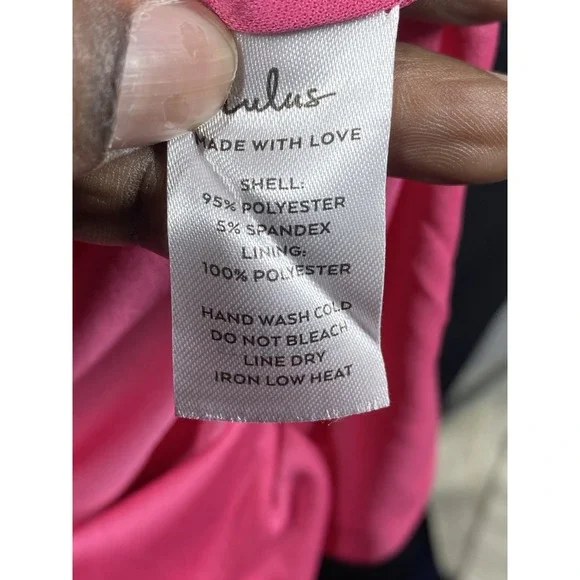 lulus
MADE WITH LOVE
SHELL:
95% POLYESTER
5% SPANDEX
LINING:
100% POLYESTER
HAND WASH COLD
DO NOT BLEACH
LINE DRY
IRON LOW HEAT